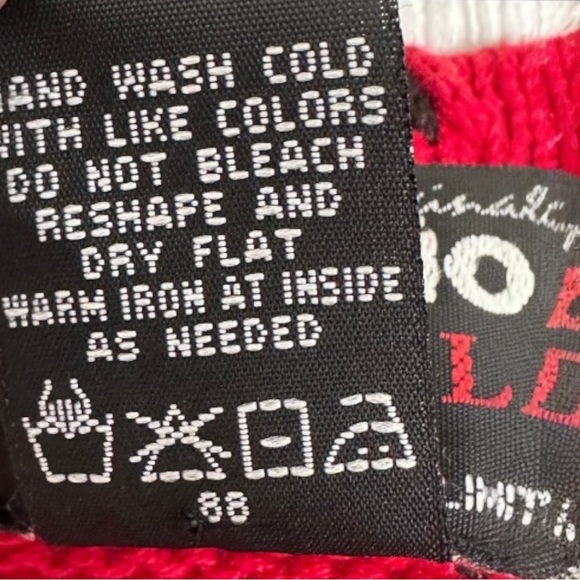 HAND WASH COLD
WITH LIKE COLORS
DO NOT BLEACH
RESHAPE AND
DRY FLAT
WARM IRON AT INSIDE
AS NEEDED
68